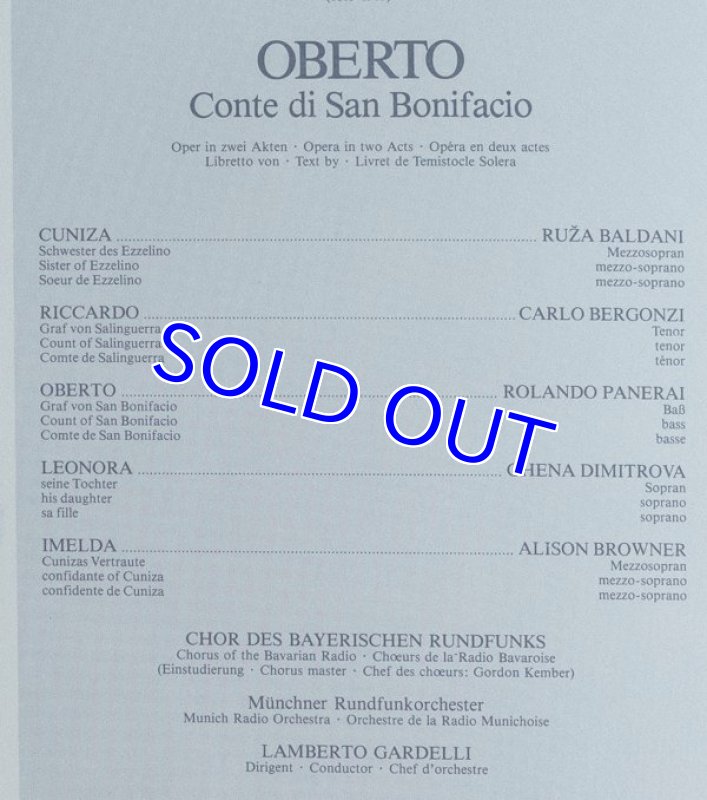 OBERTO
Conte di San Bonifacio
Oper in zwei Akten · Opera in two Acts · Opéra en deux actes
Libretto von · Text by · Livret de Temistocle Solera
CUNIZA ........ RUŽA BALDANI
Schwester des Ezzelino Mezzosopran
Sister of Ezzelino mezzo-soprano
Soeur de Ezzelino mezzo-soprano
RICCARDO ........ CARLO BERGONZI
Graf von Salinguerra Tenor
Count of Salinguerra tenor
Comte de Salinguerra ténor
OBERTO ........ ROLANDO PANERAI
Graf von San Bonifacio Baß
Count of San Bonifacio bass
Comte de San Bonifacio basse
SOLD OUT
LEONORA ........ GHENA DIMITROVA
seine Tochter Sopran
his daughter soprano
sa fille soprano
IMELDA ........ ALISON BROWNER
Cunizas Vertraute Mezzosopran
confidante of Cuniza mezzo-soprano
confidente de Cuniza mezzo-soprano
CHOR DES BAYERISCHEN RUNDFUNKS
Chorus of the Bavarian Radio · Chœurs de la Radio Bavaroise
(Einstudierung · Chorus master · Chef des chœurs: Gordon Kember)
Münchner Rundfunkorchester
Munich Radio Orchestra · Orchestre de la Radio Munichoise
LAMBERTO GARDELLI
Dirigent · Conductor · Chef d'orchestre